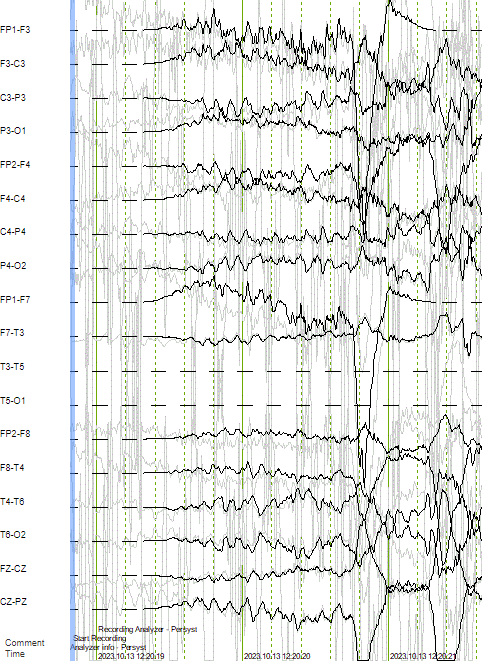 FP1-F3
F3-C3
C3-P3
P3-O1
FP2-F4
F4-C4
C4-P4
P4-O2
FP1-F7
F7-T3
T3-T5
T5-O1
FP2-F8
F8-T4
T4-T6
T6-O2
FZ-CZ
CZ-PZ
Recording Analyzer - Persyst
Start Recording
Comment
Analyzer info - Persyst
Time
2023.10.13 12:20:19
2023.10.13 12:20:20
2023.10.13 12:20:21